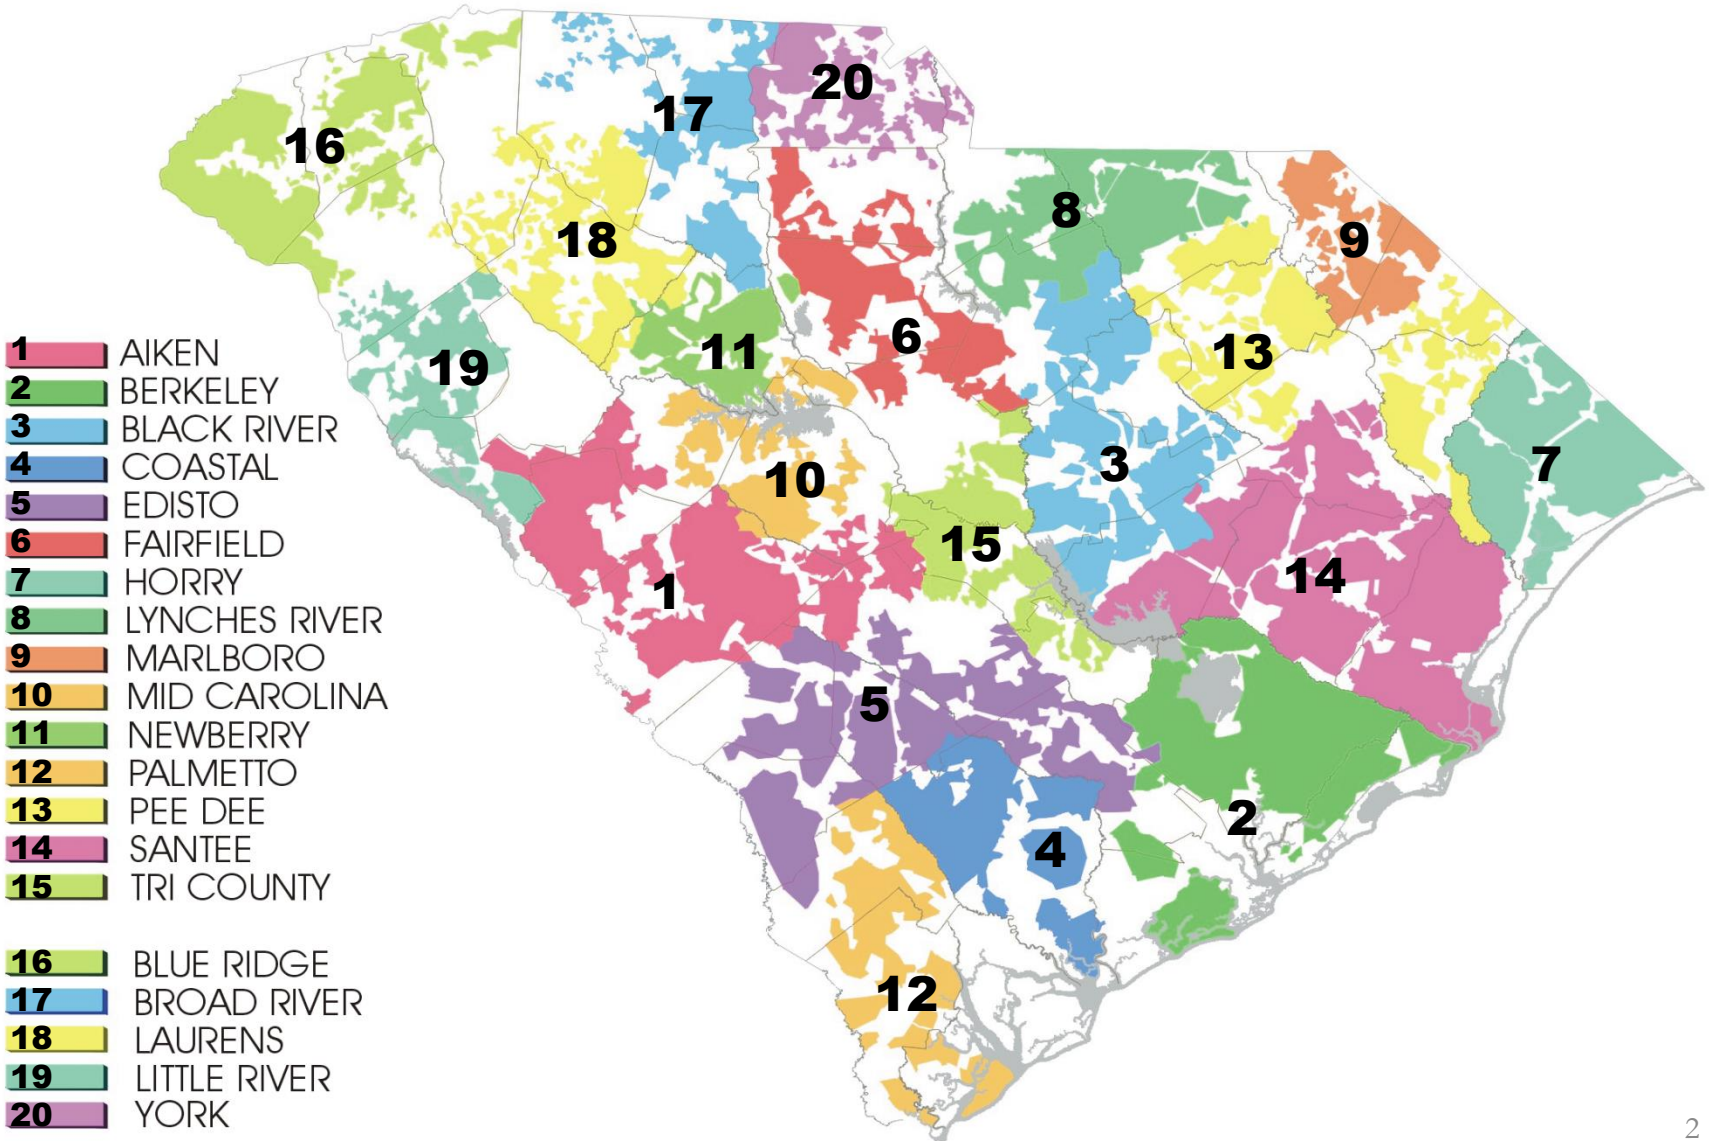 1 AIKEN
2 BERKELEY
3 BLACK RIVER
4 COASTAL
5 EDISTO
6 FAIRFIELD
7 HORRY
8 LYNCHES RIVER
9 MARLBORO
10 MID CAROLINA
11 NEWBERRY
12 PALMETTO
13 PEE DEE
14 SANTEE
15 TRI COUNTY
16 BLUE RIDGE
17 BROAD RIVER
18 LAURENS
19 LITTLE RIVER
20 YORK
20
17
16
8
18
9
6
11
13
19
3
7
10
15
14
1
5
2
4
12
2